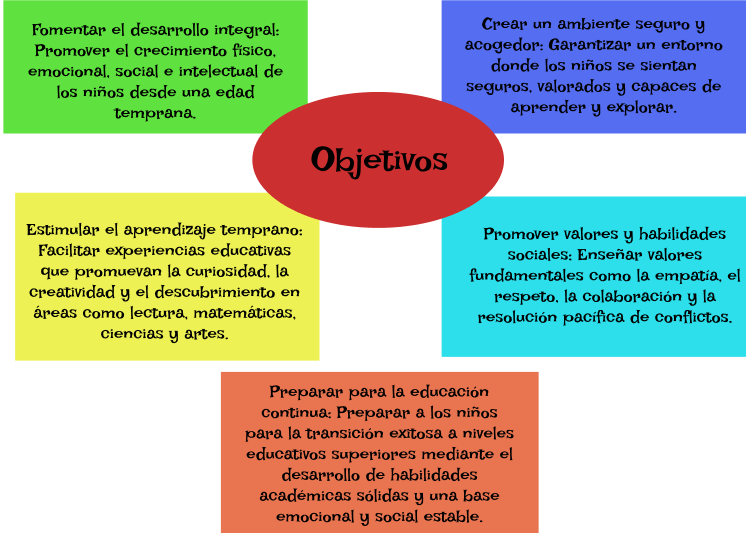 Fomentar el desarrollo integral:
Promover el crecimiento físico,
emocional, social e intelectual de
los niños desde una edad
temprana.
Crear un ambiente seguro y
acogedor: Garantizar un entorno
donde los niños se sientan
seguros, valorados y capaces de
aprender y explorar.
Objetivos
Estimular el aprendizaje temprano:
Facilitar experiencias educativas
que promuevan la curiosidad, la
creatividad y el descubrimiento en
áreas como lectura, matemáticas,
ciencias y artes.
Promover valores y habilidades
sociales: Enseñar valores
fundamentales como la empatía, el
respeto, la colaboración y la
resolución pacífica de conflictos.
Preparar para la educación
continua: Preparar a los niños
para la transición exitosa a niveles
educativos superiores mediante el
desarrollo de habilidades
académicas sólidas y una base
emocional y social estable.